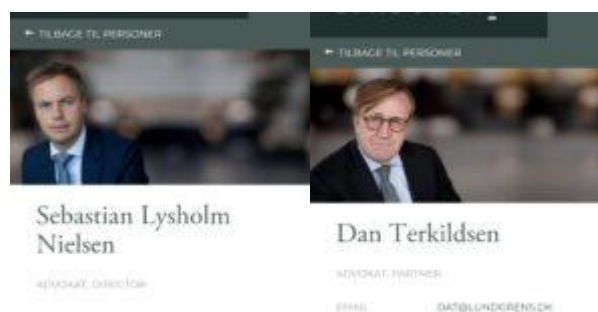 ← TILBAGE TIL PERSONER
Sebastian Lysholm
Nielsen
ADVOKAT, DIRECTOR
← TILBAGE TIL PERSONER
Dan Terkildsen
ADVOKAT, PARTNER
EMAIL DAT@LUNDGRENS.DK